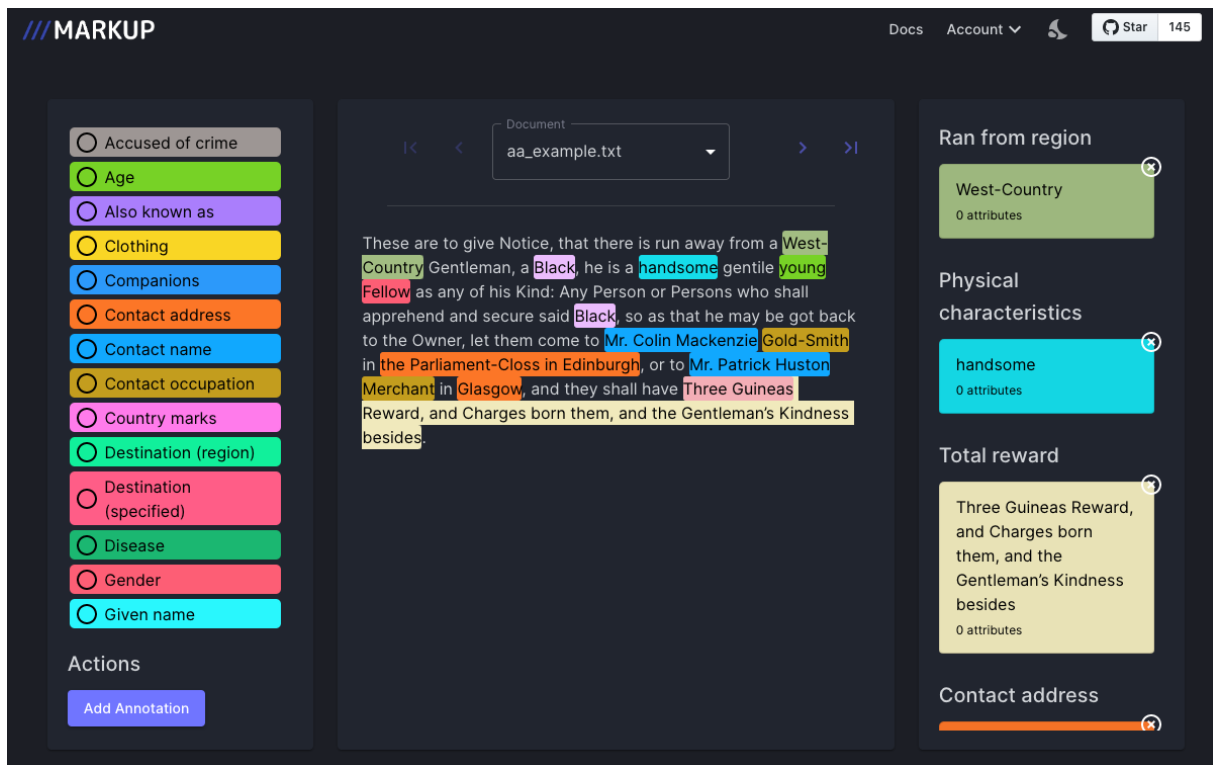 ///MARKUP
Docs
Account
Star
145
Accused of crime
Age
Also known as
Clothing
Companions
Contact address
Contact name
Contact occupation
Country marks
Destination (region)
Destination
(specified)
Disease
Gender
Given name
Actions
Add Annotation
Document
aa_example.txt
These are to give Notice, that there is run away from a West-
Country Gentleman, a Black, he is a handsome gentile young
Fellow as any of his Kind: Any Person or Persons who shall
apprehend and secure said Black, so as that he may be got back
to the Owner, let them come to Mr. Colin Mackenzie Gold-Smith
in the Parliament-Closs in Edinburgh, or to Mr. Patrick Huston
Merchant in Glasgow, and they shall have Three Guineas
Reward, and Charges born them, and the Gentleman’s Kindness
besides.
Ran from region
West-Country
0 attributes
Physical
characteristics
handsome
0 attributes
Total reward
Three Guineas Reward,
and Charges born
them, and the
Gentleman’s Kindness
besides
0 attributes
Contact address